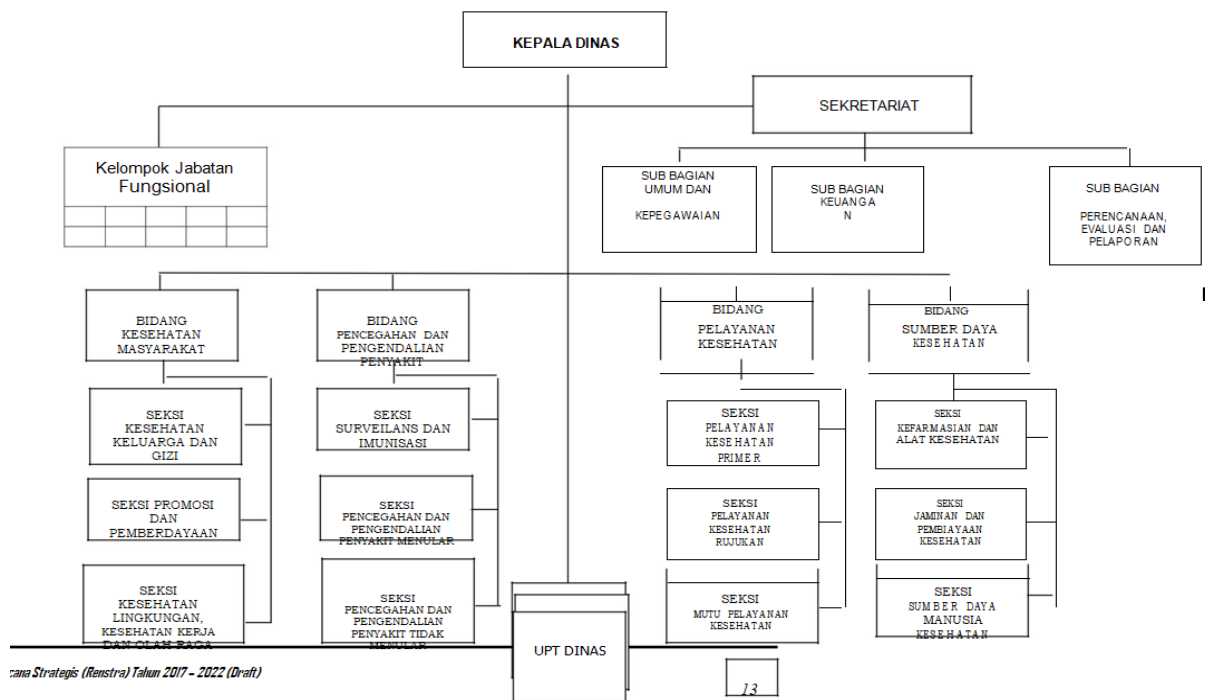 KEPALA DINAS
SEKRETARIAT
Kelompok Jabatan
Fungsional
SUB BAGIAN
UMUM DAN
KEPEGAWAIAN
SUB BAGIAN
KEUANGA
N
SUB BAGIAN
PERENCANAAN,
EVALUASI DAN
PELAPORAN
BIDANG
KESEHATAN
MASYARAKAT
BIDANG
PENCEGAHAN DAN
PENGENDALIAN
PENYAKIT
BIDANG
PELAYANAN
KESEHATAN
BIDANG
SUMBER DAYA
KESEHATAN
SEKSI
KESEHATAN
KELUARGA DAN
GIZI
SEKSI
SURVEILANS DAN
IMUNISASI
SEKSI
PELAYANAN
KESEHATAN
PRIMER
SEKSI
KEFARMASIAN DAN
ALAT KESEHATAN
SEKSI PROMOSI
DAN
PEMBERDAYAAN
SEKSI
PENCEGAHAN DAN
PENGENDALIAN
PENYAKIT MENULAR
SEKSI
PELAYANAN
KESEHATAN
RUJUKAN
SEKSI
JAMINAN DAN
PEMBIAYAAN
KESEHATAN
SEKSI
KESEHATAN
LINGKUNGAN,
KESEHATAN KERJA
DAN OLAH RAGA
SEKSI
PENCEGAHAN DAN
PENGENDALIAN
PENYAKIT TIDAK
MENULAR
SEKSI
MUTU PELAYANAN
KESEHATAN
SEKSI
SUMBER DAYA
MANUSIA
KESEHATAN
UPT DINAS
cana Strategis (Renstra) Tahun 2017 – 2022 (Draft)
13